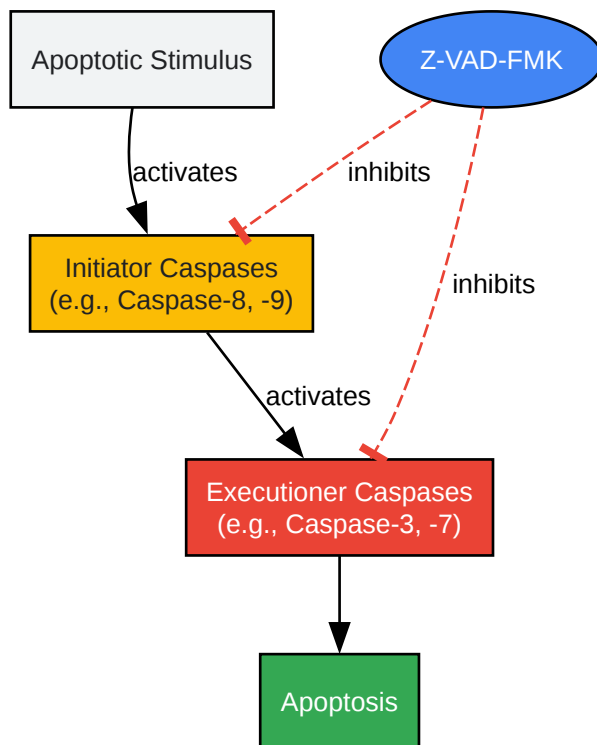 Apoptotic Stimulus
Z-VAD-FMK
activates
inhibits
Initiator Caspases
(e.g., Caspase-8, -9)
inhibits
activates
Executioner Caspases
(e.g., Caspase-3, -7)
Apoptosis